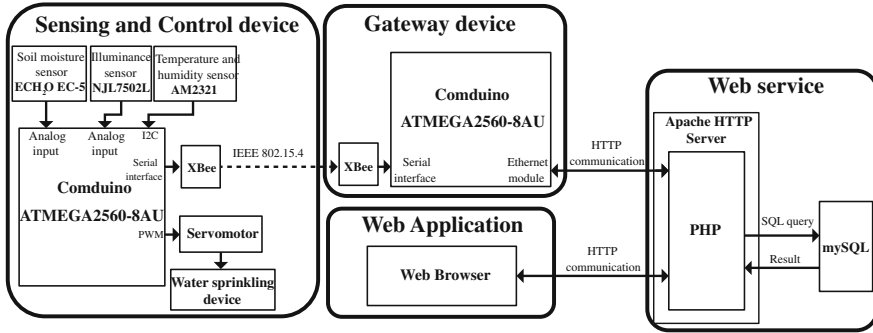 Sensing and Control device
Soil moisture
sensor
ECH₂O EC-5
Illuminance
sensor
NJL7502L
Temperature and
humidity sensor
AM2321
Analog
input
Analog
input
I2C
Serial
interface
Comduino
ATMEGA2560-8AU
PWM
XBee
Servomotor
Water sprinkling
device
IEEE 802.15.4
Gateway device
XBee
Comduino
ATMEGA2560-8AU
Serial
interface
Ethernet
module
HTTP
communication
Web Application
Web Browser
HTTP
communication
Web service
Apache HTTP
Server
PHP
SQL query
Result
mySQL